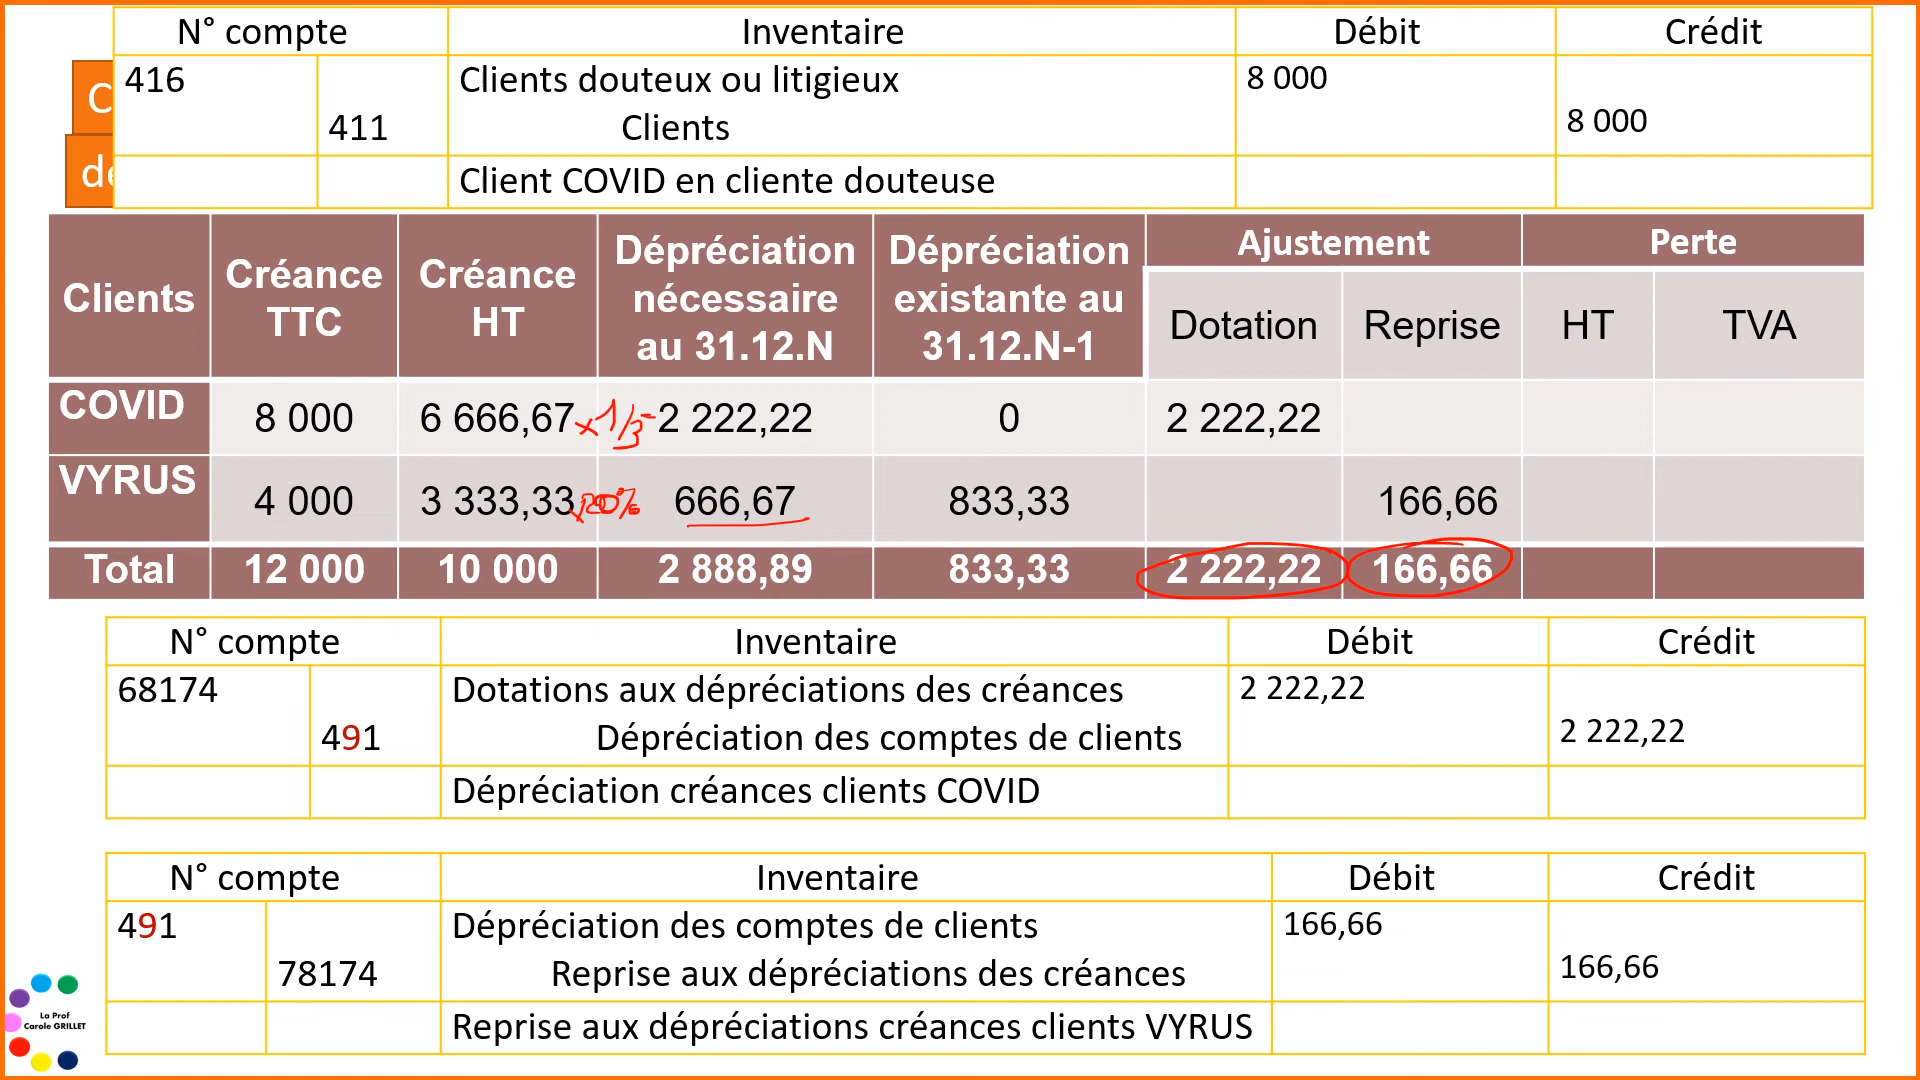 N° compte Inventaire Débit Crédit
416 Clients douteux ou litigieux 8 000
411 Clients 8 000
Client COVID en cliente douteuse
C
dé
Clients Créance TTC Créance HT Dépréciation nécessaire au 31.12.N Dépréciation existante au 31.12.N-1 Ajustement Perte
Dotation Reprise HT TVA
COVID 8 000 6 666,67 x 1/3 = 2 222,22 0 2 222,22
VYRUS 4 000 3 333,33 666,67 833,33 166,66
Total 12 000 10 000 2 888,89 833,33 2 222,22 166,66
N° compte Inventaire Débit Crédit
68174 Dotations aux dépréciations des créances 2 222,22
491 Dépréciation des comptes de clients 2 222,22
Dépréciation créances clients COVID
N° compte Inventaire Débit Crédit
491 Dépréciation des comptes de clients 166,66
78174 Reprise aux dépréciations des créances 166,66
Reprise aux dépréciations créances clients VYRUS
La Prof
Carole GRILLET